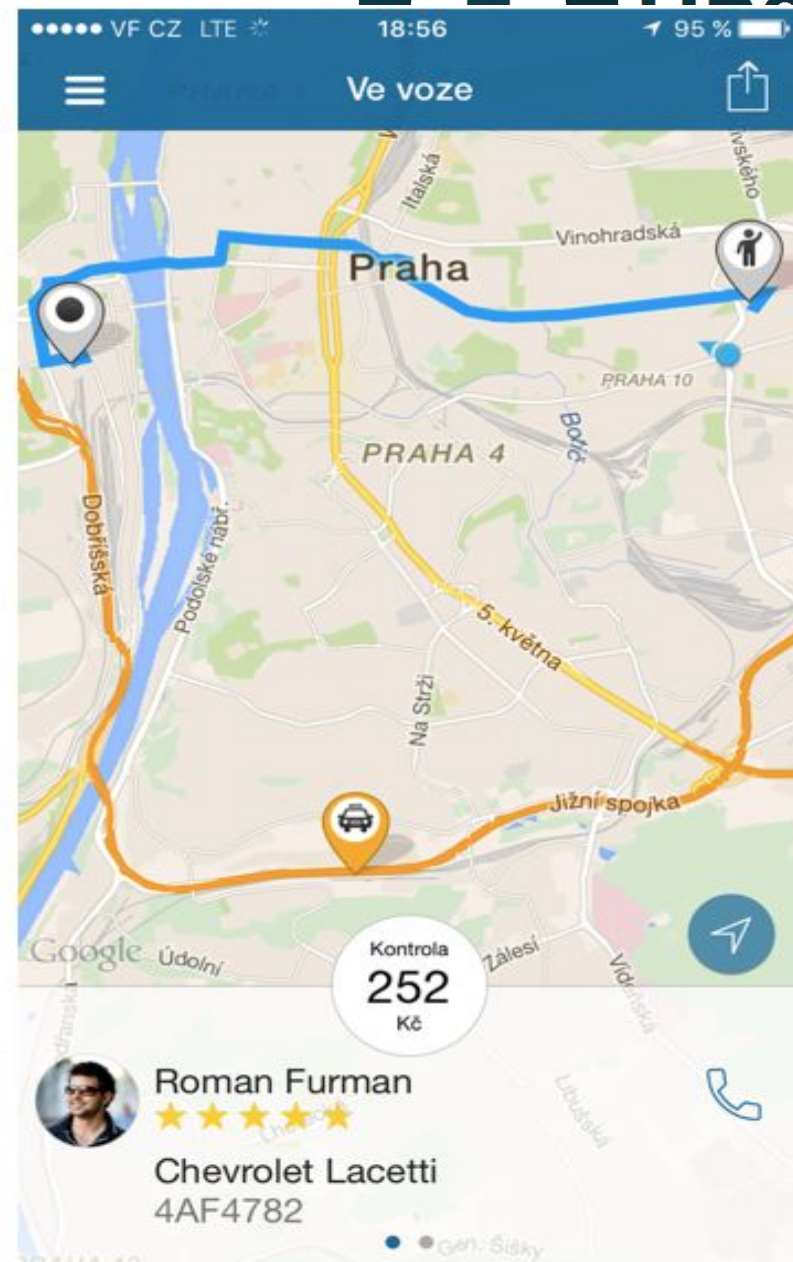 VF CZ LTE 18:56 95 %
Ve voze
Italská
Vinohradská
Praha
PRAHA 10
PRAHA 4
Botič
Dobříšská
Podolské nábř.
5. května
Na Strži
Jižní spojka
Google
Údolní
Zálesí
Vídeňská
Kontrola
252
Kč
Roman Furman
Libušská
Chevrolet Lacetti
4AF4782
Gen. Šišky